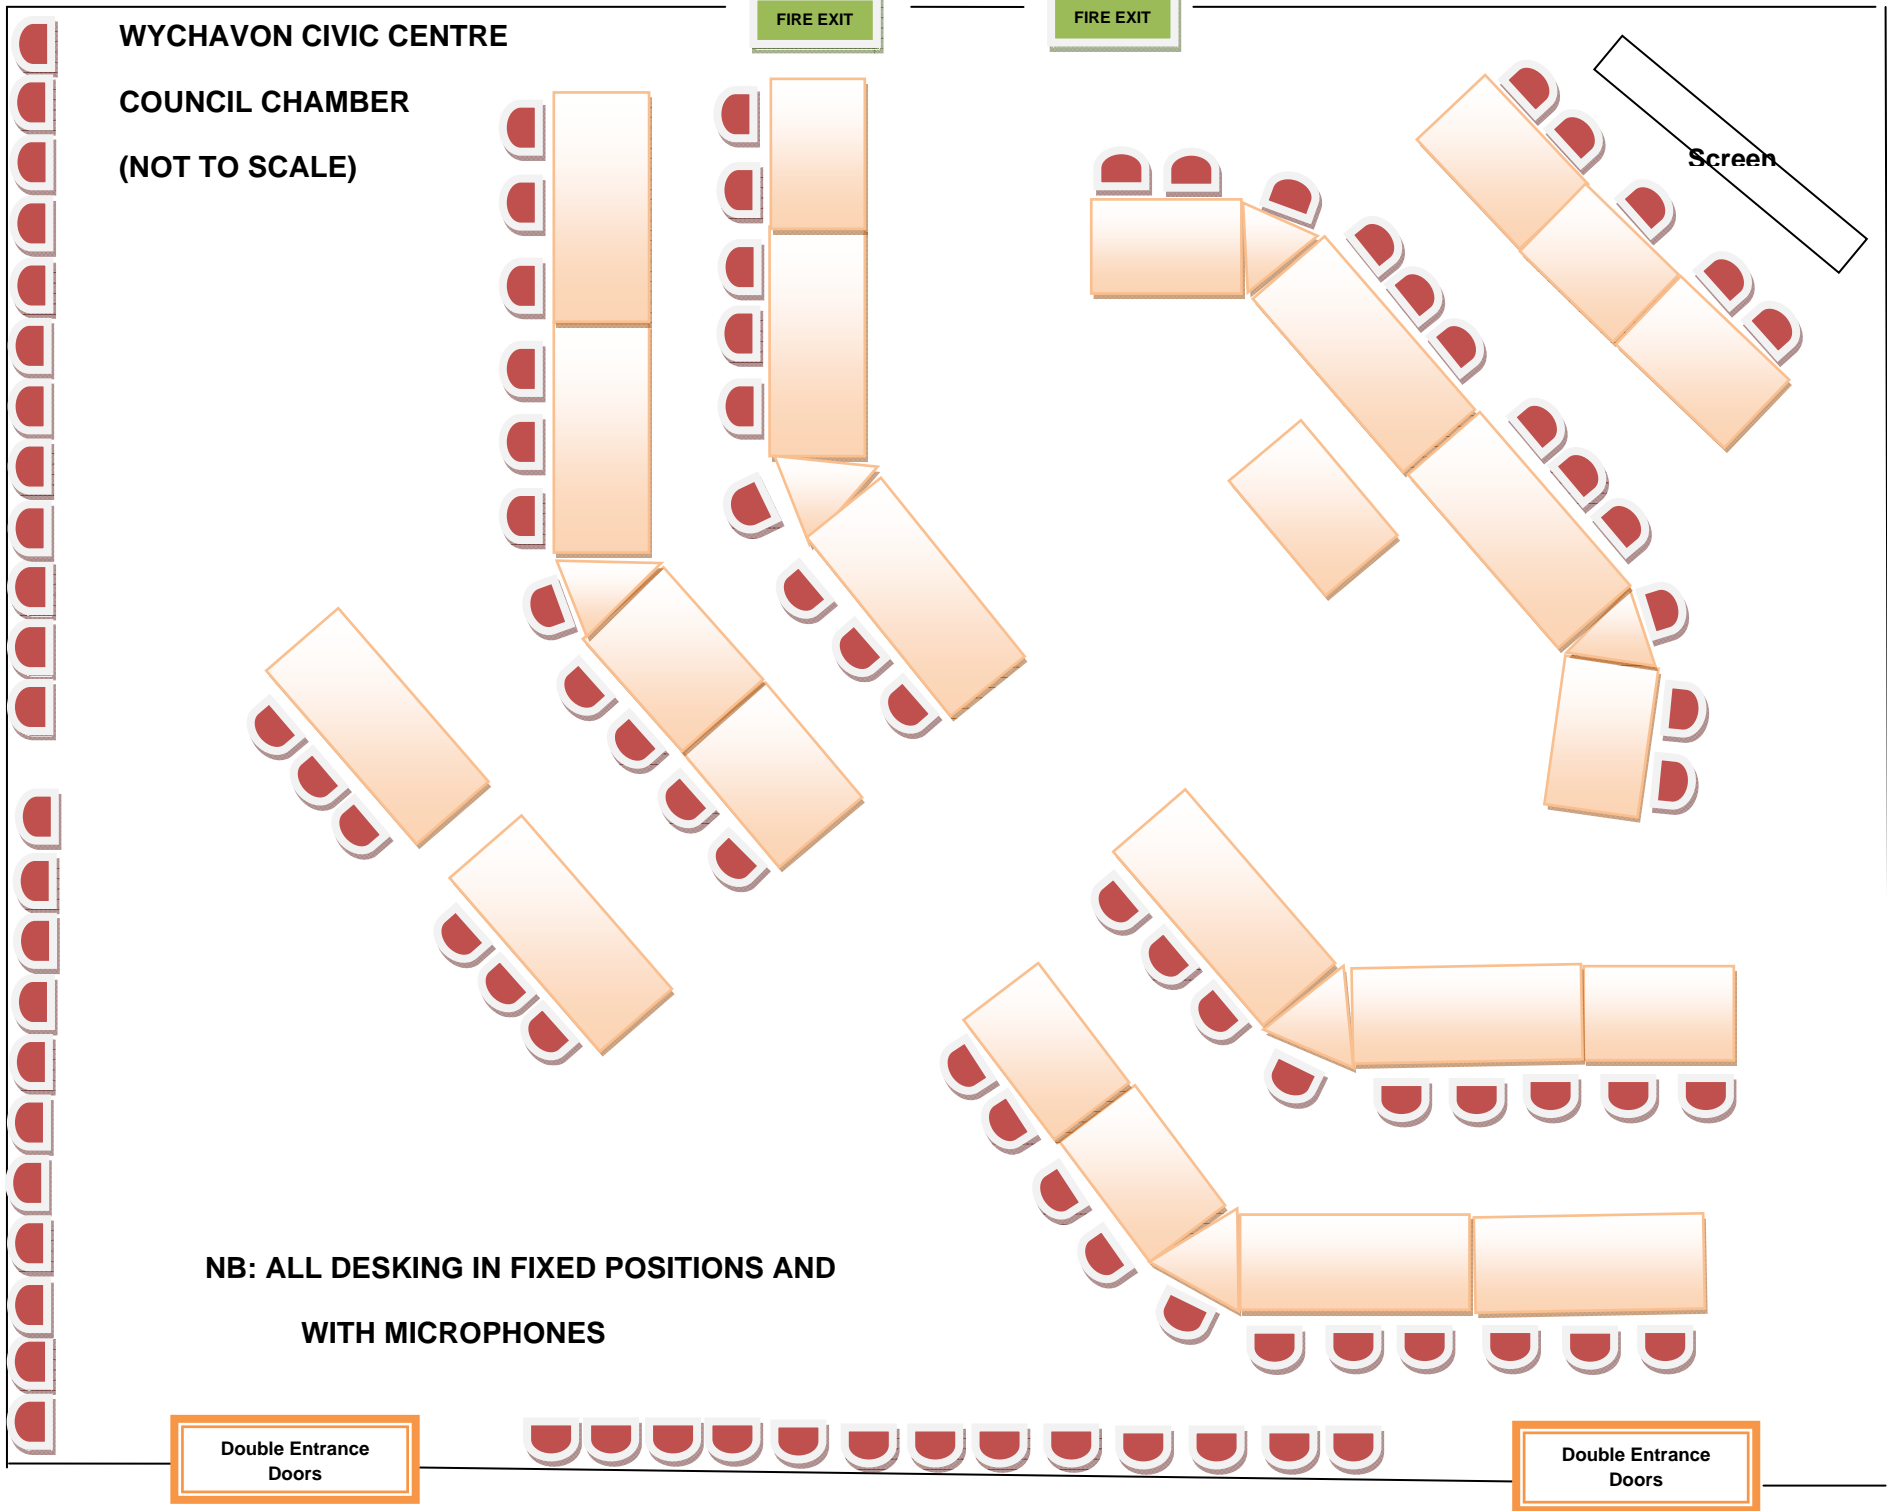 FIRE EXIT
FIRE EXIT
WYCHAVON CIVIC CENTRE
COUNCIL CHAMBER
(NOT TO SCALE)
Screen
NB: ALL DESKING IN FIXED POSITIONS AND
WITH MICROPHONES
Double Entrance
Doors
Double Entrance
Doors